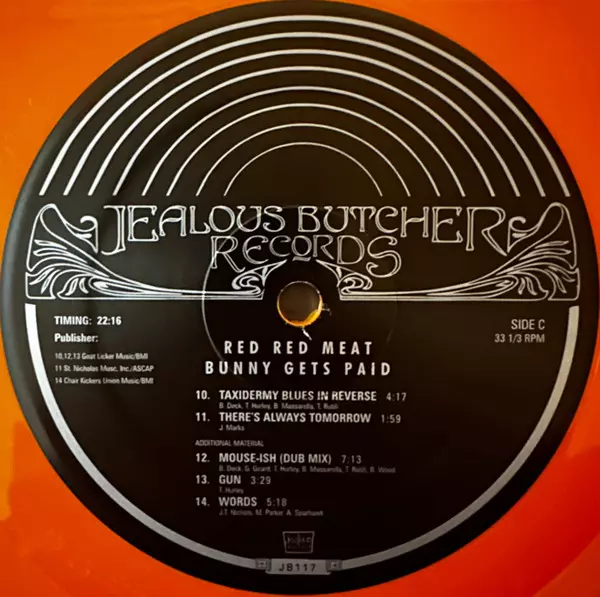 JEALOUS BUTCHER
RECORDS
TIMING: 22:16
Publisher:
10,12,13 Goat Licker Music/BMI
11 St. Nicholas Musc. Inc./ASCAP
14 Chair Kickers Union Music/BMI
SIDE C
33 1/3 RPM
RED RED MEAT
BUNNY GETS PAID
10. TAXIDERMY BLUES IN REVERSE 4:17
B. Deck, T. Hurley, B. Massarella, T. Rutili
11. THERE'S ALWAYS TOMORROW 1:59
J. Marks
ADDITIONAL MATERIAL
12. MOUSE-ISH (DUB MIX) 7:13
B. Deck, G. Grant, T. Hurley, B. Massarella, T. Rutili, B. Wood
13. GUN 3:29
T. Hurley
14. WORDS 5:18
J.T. Nichols, M. Parker, A. Sparhawk
JB117